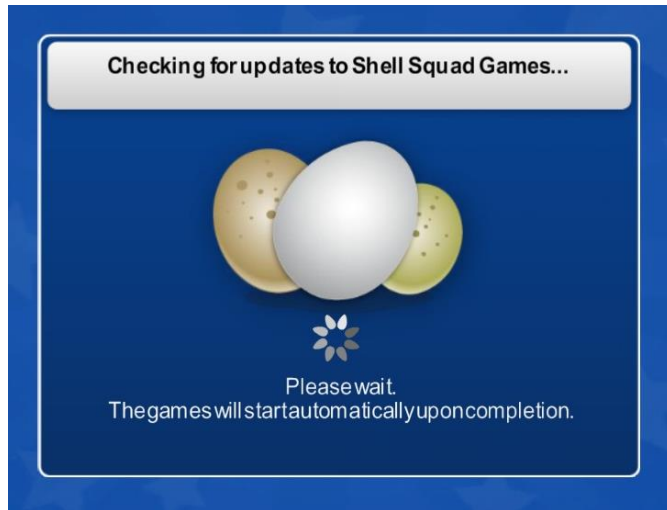 Checking for updates to Shell Squad Games...
Please wait.
The games will start automatically upon completion.